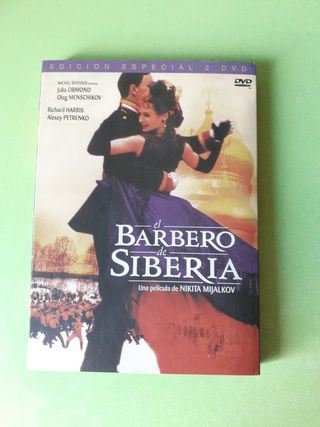 EDICION ESPECIAL 2 DVD
DVD
MICHEL SEYDOUX presenta
Julia ORMOND
Oleg MENSCHIKOV
Richard HARRIS
Alexey PETRENKO
el
BARBERO
de
SIBERIA
Una película de NIKITA MIJALKOV